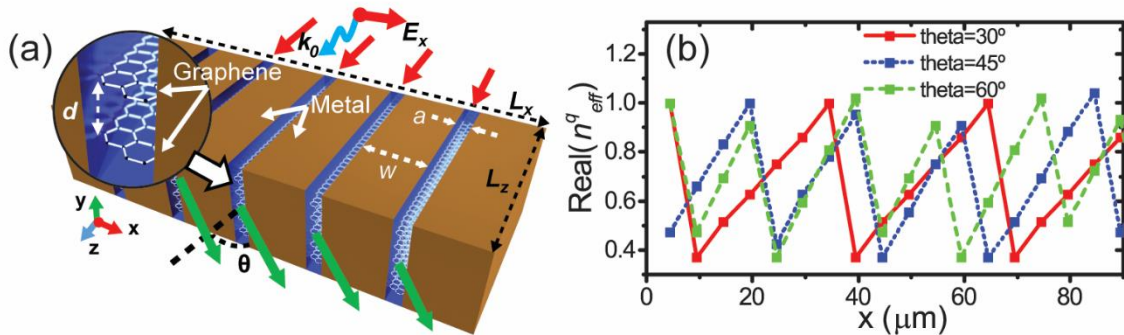 (a)
k0
Ex
Graphene
d
Metal
Lx
a
w
Lz
y
x
z
θ
(b)
theta=30º
theta=45º
theta=60º
Real(n^q_eff)
1.2
1.0
0.8
0.6
0.4
0
20
40
60
80
x (μm)